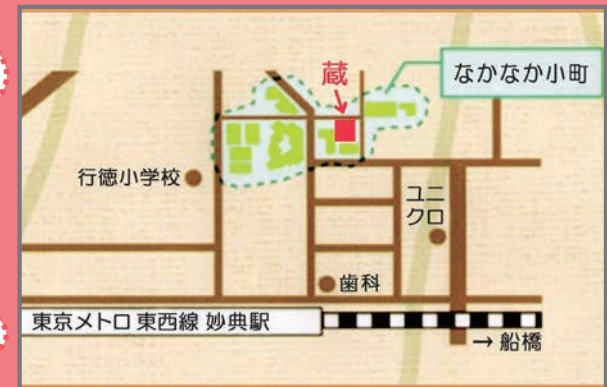 蔵
なかなか小町
行徳小学校
ユニ
クロ
歯科
東京メトロ 東西線 妙典駅
→ 船橋